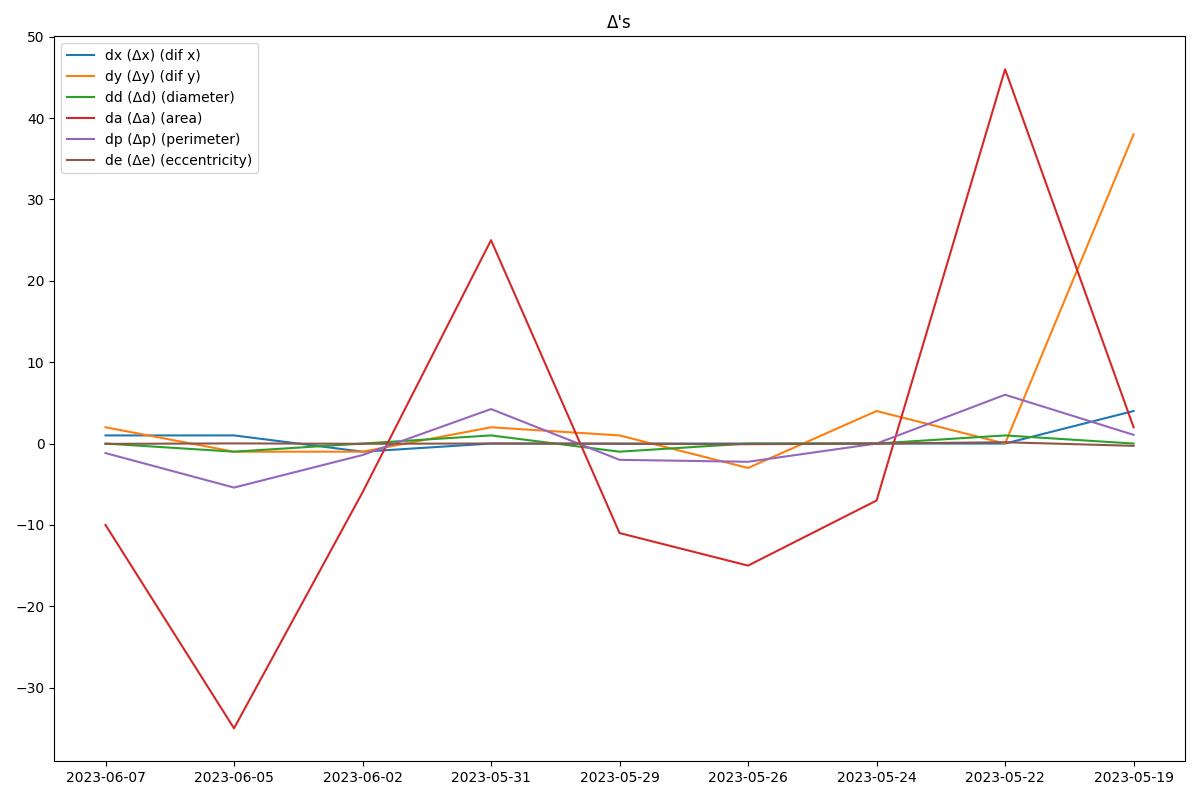 Δ's
dx (Δx) (dif x)
dy (Δy) (dif y)
dd (Δd) (diameter)
da (Δa) (area)
dp (Δp) (perimeter)
de (Δe) (eccentricity)
50
40
30
20
10
0
−10
−20
−30
2023-06-07 2023-06-05 2023-06-02 2023-05-31 2023-05-29 2023-05-26 2023-05-24 2023-05-22 2023-05-19